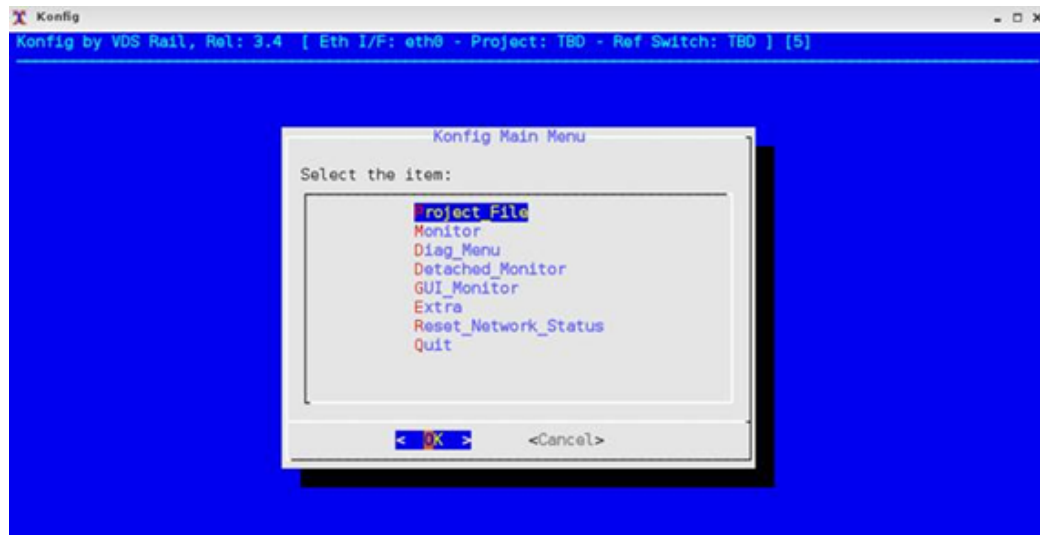 Konfig
Konfig by VDS Rail, Rel: 3.4 [ Eth I/F: eth0 - Project: TBD - Ref Switch: TBD ] [5]
Konfig Main Menu
Select the item:
Project_File
Monitor
Diag_Menu
Detached_Monitor
GUI_Monitor
Extra
Reset_Network_Status
Quit
< OK > <Cancel>